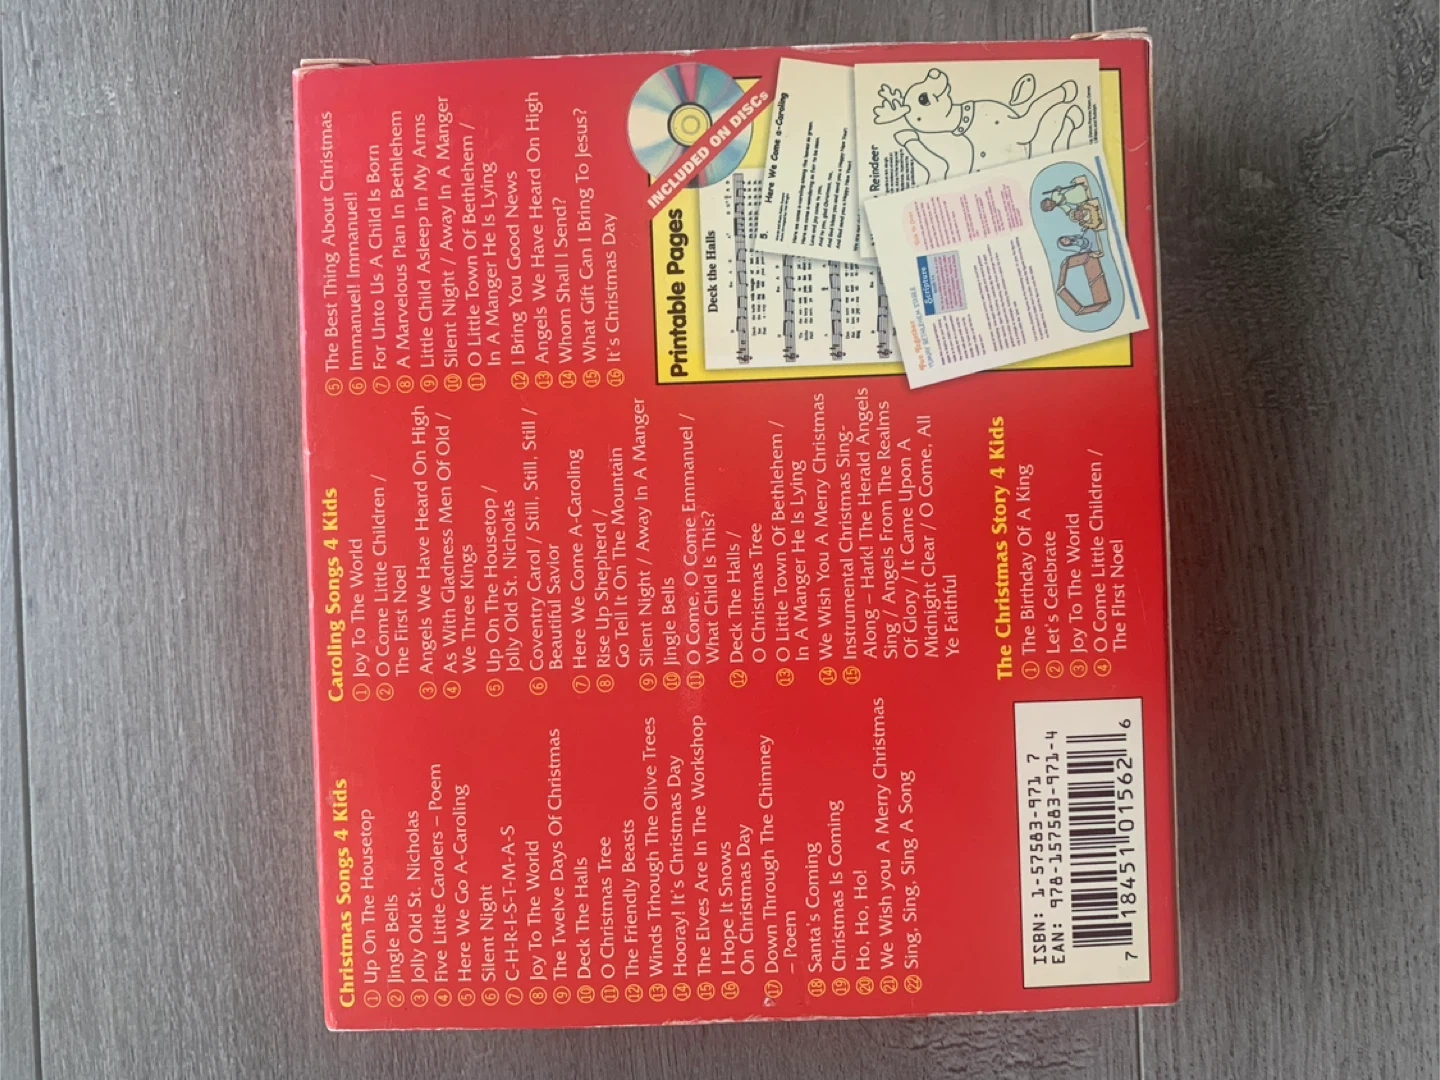 Christmas Songs 4 Kids
① Up On The Housetop
② Jingle Bells
③ Jolly Old St. Nicholas
④ Five Little Carolers – Poem
⑤ Here We Go A-Caroling
⑥ Silent Night
⑦ C-H-R-I-S-T-M-A-S
⑧ Joy To The World
⑨ The Twelve Days Of Christmas
⑩ Deck The Halls
⑪ O Christmas Tree
⑫ The Friendly Beasts
⑬ Winds Trhough The Olive Trees
⑭ Hooray! It's Christmas Day
⑮ The Elves Are In The Workshop
⑯ I Hope It Snows
On Christmas Day
⑰ Down Through The Chimney
– Poem
⑱ Santa's Coming
⑲ Christmas Is Coming
⑳ Ho, Ho, Ho!
㉑ We Wish you A Merry Christmas
㉒ Sing, Sing, Sing A Song
Caroling Songs 4 Kids
① Joy To The World
② O Come Little Children /
The First Noel
③ Angels We Have Heard On High
④ As With Gladness Men Of Old /
We Three Kings
⑤ Up On The Housetop /
Jolly Old St. Nicholas
⑥ Coventry Carol / Still, Still, Still /
Beautiful Savior
⑦ Here We Come A-Caroling
⑧ Rise Up Shepherd /
Go Tell It On The Mountain
⑨ Silent Night / Away In A Manger
⑩ Jingle Bells
⑪ O Come, O Come Emmanuel /
What Child Is This?
⑫ Deck The Halls /
O Christmas Tree
⑬ O Little Town Of Bethlehem /
In A Manger He Is Lying
⑭ We Wish You A Merry Christmas
⑮ Instrumental Christmas Sing-
Along – Hark! The Herald Angels
Sing / Angels From The Realms
Of Glory / It Came Upon A
Midnight Clear / O Come, All
Ye Faithful
The Christmas Story 4 Kids
① The Birthday Of A King
② Let's Celebrate
③ Joy To The World
④ O Come Little Children /
The First Noel
⑤ The Best Thing About Christmas
⑥ Immanuel! Immanuel!
⑦ For Unto Us A Child Is Born
⑧ A Marvelous Plan In Bethlehem
⑨ Little Child Asleep in My Arms
⑩ Silent Night / Away In A Manger
⑪ O Little Town Of Bethlehem /
In A Manger He Is Lying
⑫ I Bring You Good News
⑬ Angels We Have Heard On High
⑭ Whom Shall I Send?
⑮ What Gift Can I Bring To Jesus?
⑯ It's Christmas Day
Printable Pages
INCLUDED ON DISCs
Deck the Halls
5. Here We Come a-Caroling
Reindeer
Scripture
ISBN: 1-57583-971 7
EAN: 978-157583-971-4
7 18451 01562 6